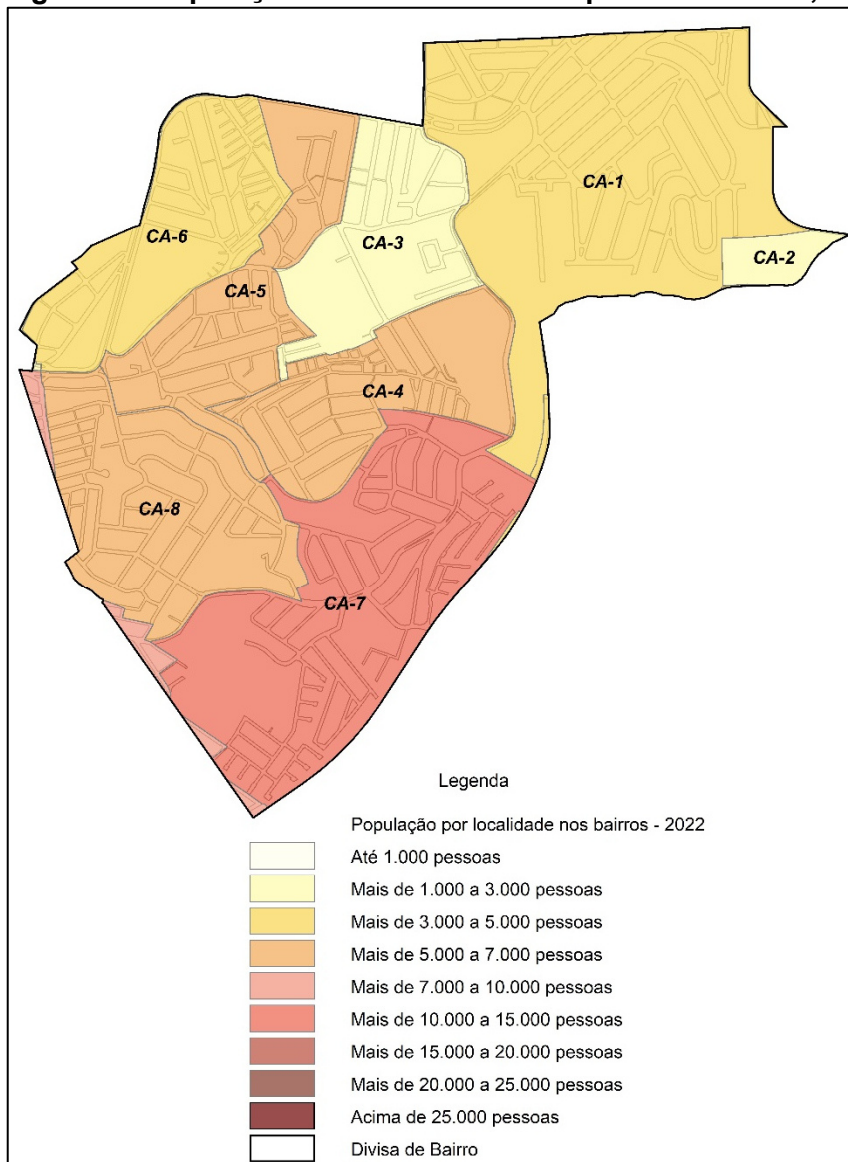 CA-1
CA-2
CA-3
CA-6
CA-5
CA-4
CA-8
CA-7
Legenda
População por localidade nos bairros - 2022
Até 1.000 pessoas
Mais de 1.000 a 3.000 pessoas
Mais de 3.000 a 5.000 pessoas
Mais de 5.000 a 7.000 pessoas
Mais de 7.000 a 10.000 pessoas
Mais de 10.000 a 15.000 pessoas
Mais de 15.000 a 20.000 pessoas
Mais de 20.000 a 25.000 pessoas
Acima de 25.000 pessoas
Divisa de Bairro